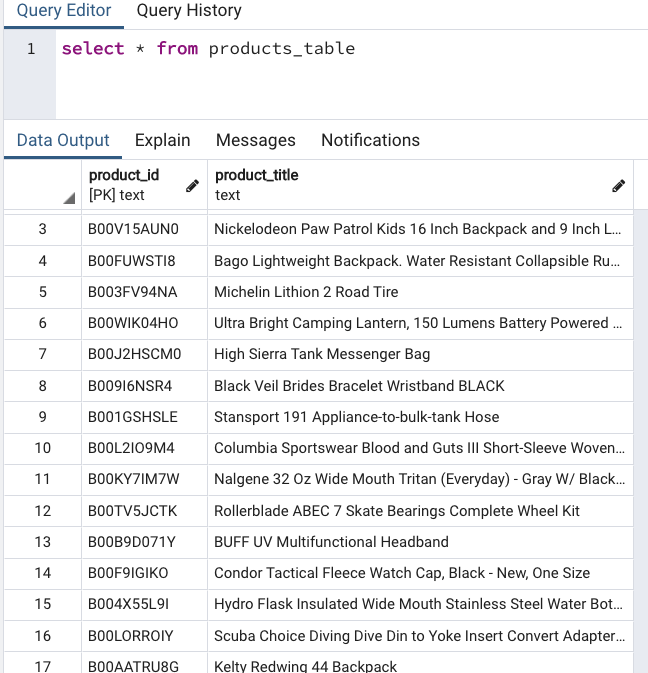 Query Editor Query History
1 select * from products_table
Data Output Explain Messages Notifications
product_id product_title
[PK] text text
3 B00V15AUN0 Nickelodeon Paw Patrol Kids 16 Inch Backpack and 9 Inch L...
4 B00FUWSTI8 Bago Lightweight Backpack. Water Resistant Collapsible Ru...
5 B003FV94NA Michelin Lithion 2 Road Tire
6 B00WIK04HO Ultra Bright Camping Lantern, 150 Lumens Battery Powered ...
7 B00J2HSCM0 High Sierra Tank Messenger Bag
8 B009I6NSR4 Black Veil Brides Bracelet Wristband BLACK
9 B001GSHSLE Stansport 191 Appliance-to-bulk-tank Hose
10 B00L2IO9M4 Columbia Sportswear Blood and Guts III Short-Sleeve Woven...
11 B00KY7IM7W Nalgene 32 Oz Wide Mouth Tritan (Everyday) - Gray W/ Black...
12 B00TV5JCTK Rollerblade ABEC 7 Skate Bearings Complete Wheel Kit
13 B00B9D071Y BUFF UV Multifunctional Headband
14 B00F9IGIKO Condor Tactical Fleece Watch Cap, Black - New, One Size
15 B004X55L9I Hydro Flask Insulated Wide Mouth Stainless Steel Water Bot...
16 B00LORROIY Scuba Choice Diving Dive Din to Yoke Insert Convert Adapter...
17 B00AATRU8G Kelty Redwing 44 Backpack